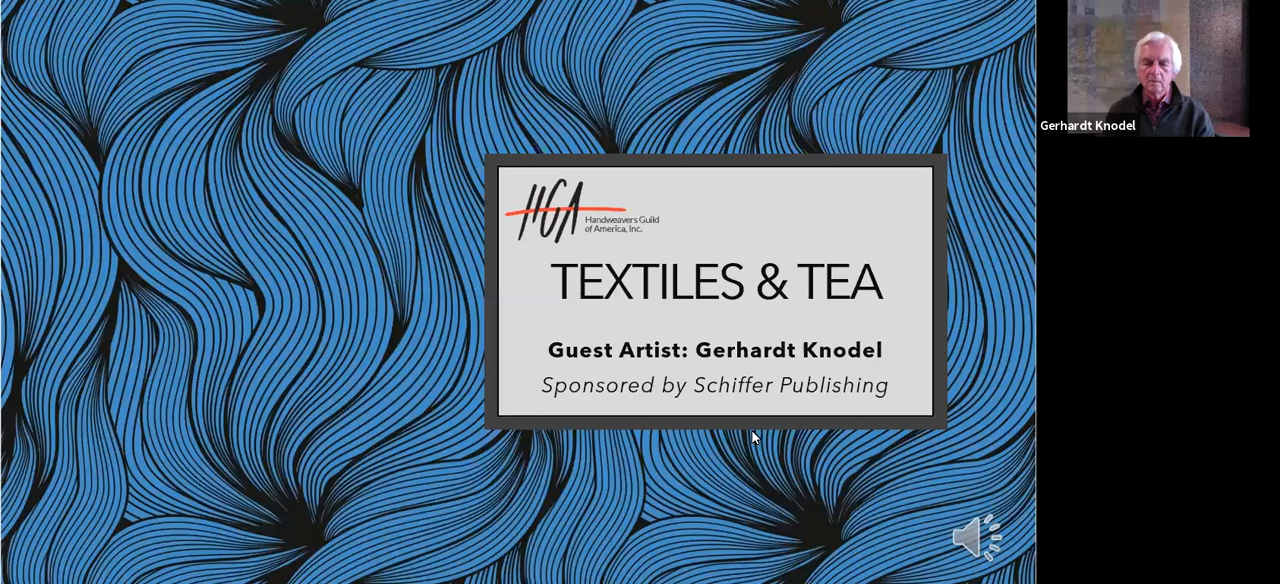 HGA
Handweavers Guild
of America, Inc.
TEXTILES & TEA
Guest Artist: Gerhardt Knodel
Sponsored by Schiffer Publishing
Gerhardt Knodel